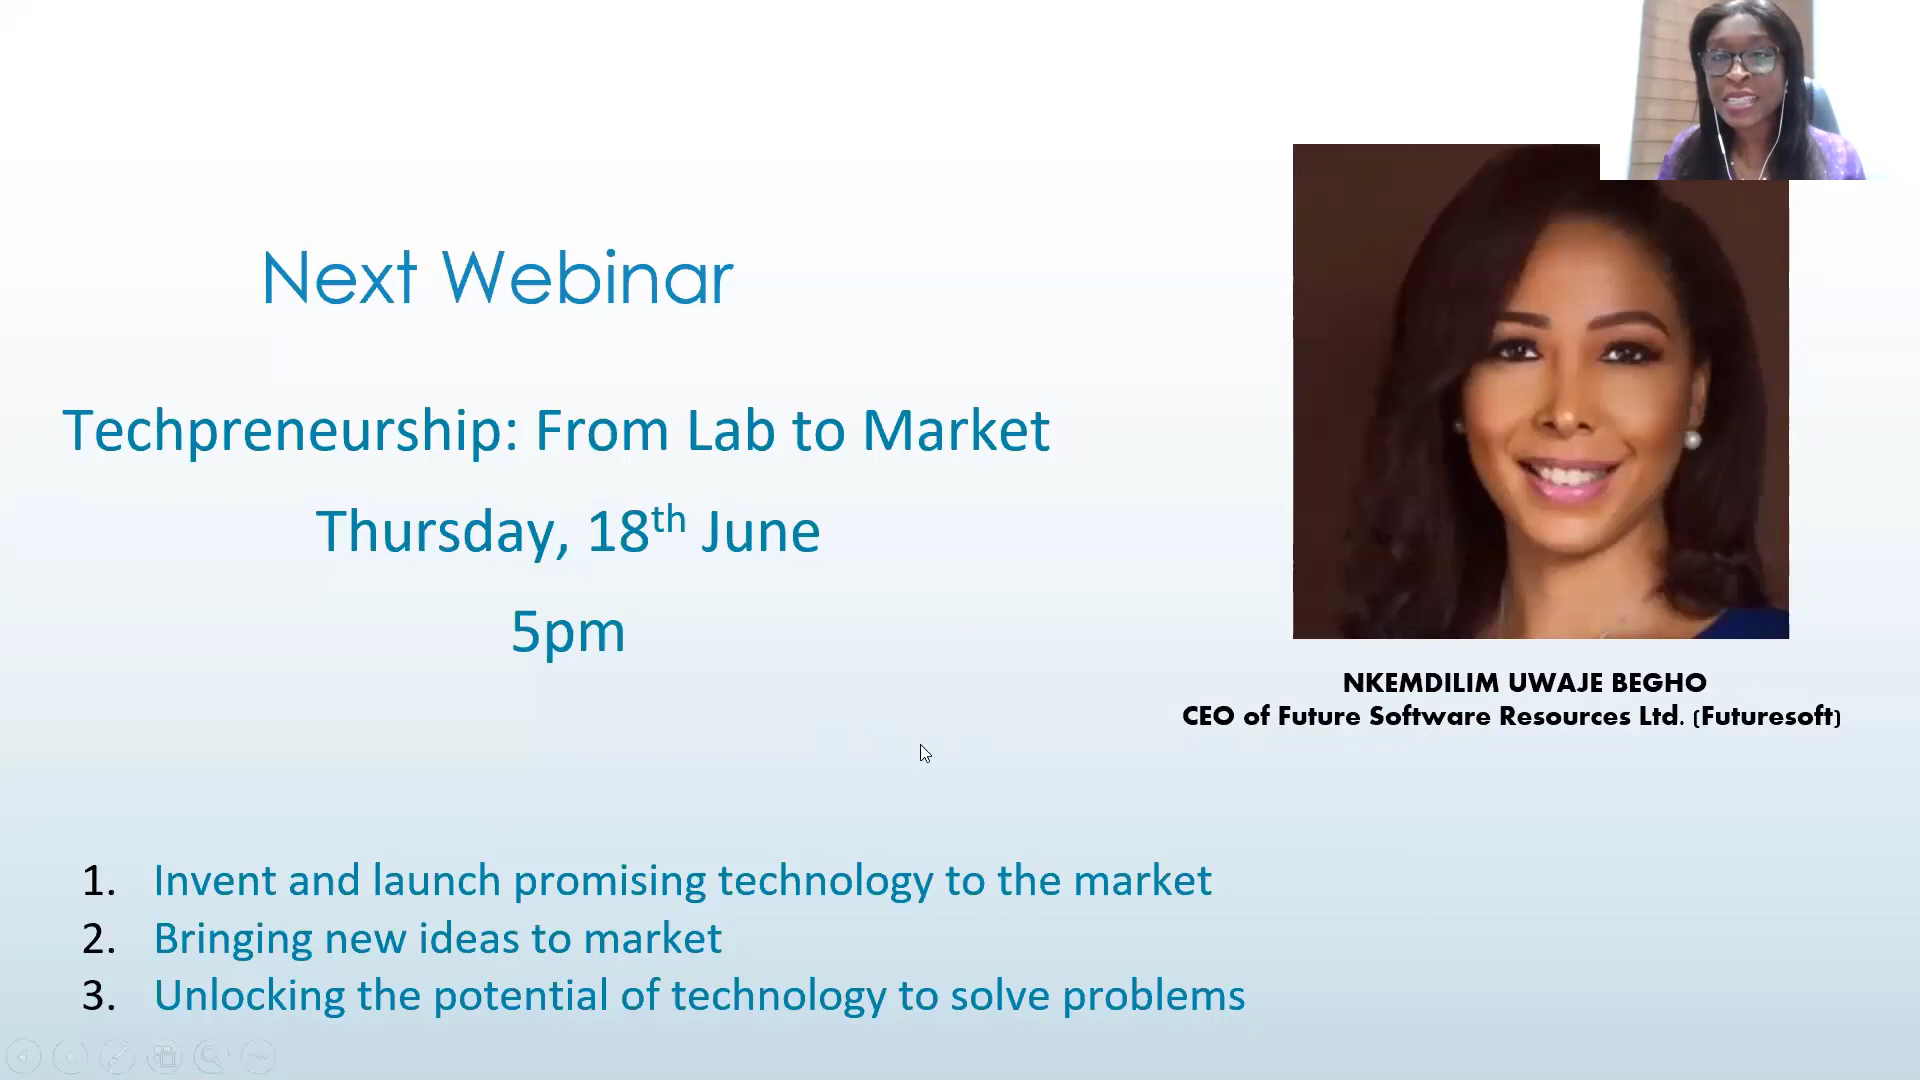 Next Webinar
Techpreneurship: From Lab to Market
Thursday, 18th June
5pm
NKEMDILIM UWAJE BEGHO
CEO of Future Software Resources Ltd. (Futuresoft)
1. Invent and launch promising technology to the market
2. Bringing new ideas to market
3. Unlocking the potential of technology to solve problems